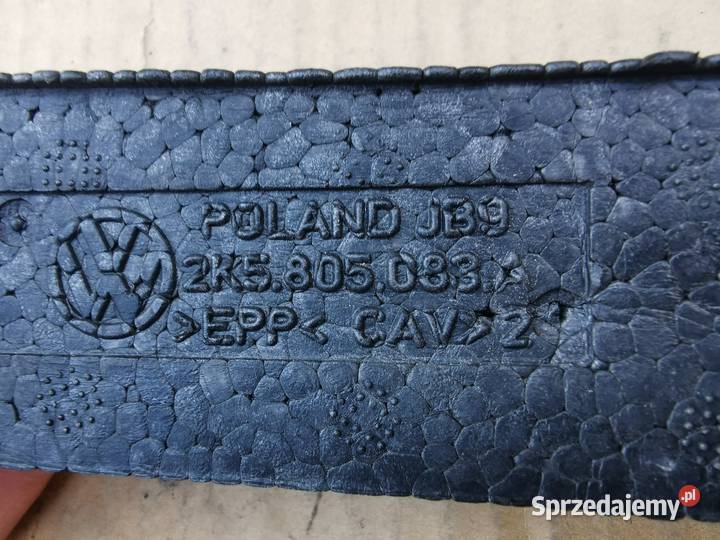 POLAND JB9
2K5.805.083.A
>EPP< CAV>2
Sprzedajemy.pl